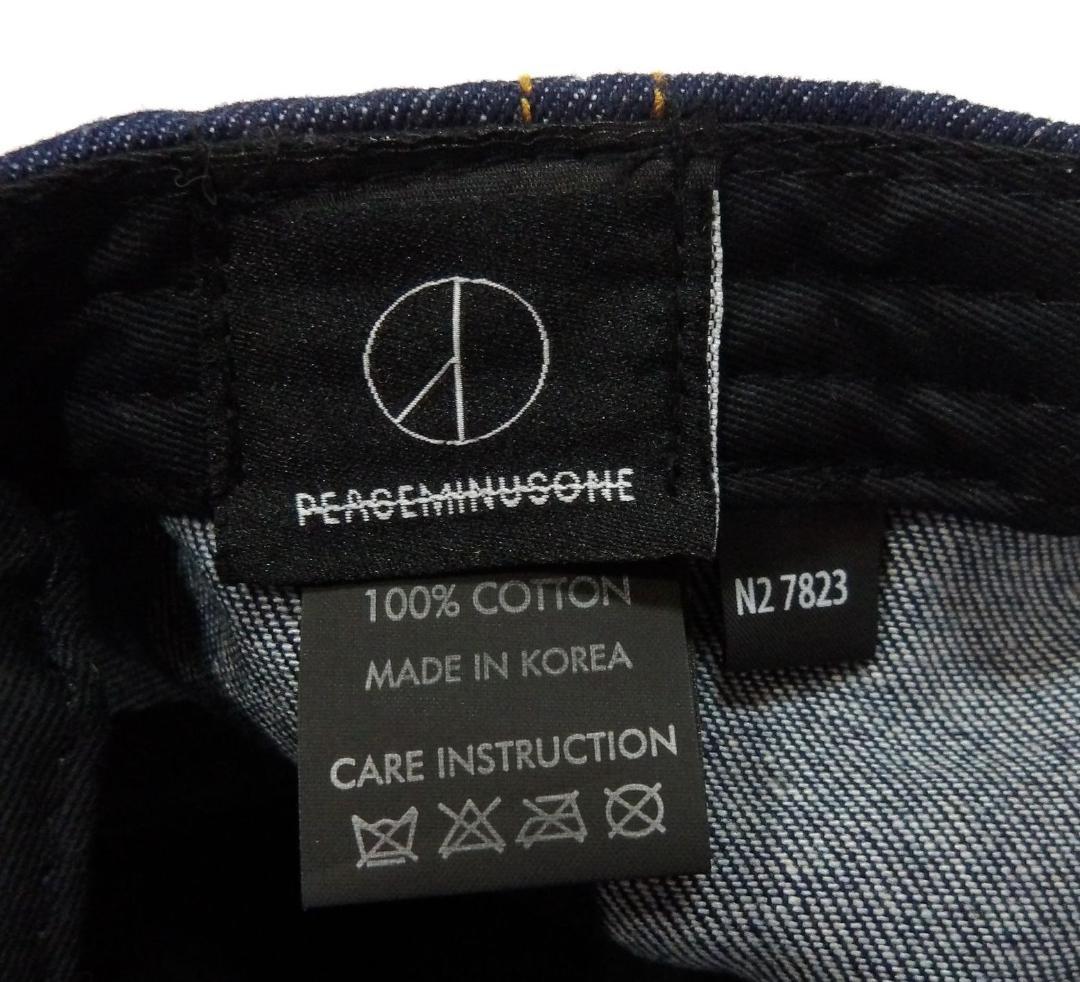 PEACEMINUSONE
100% COTTON
MADE IN KOREA
CARE INSTRUCTION
N2 7823